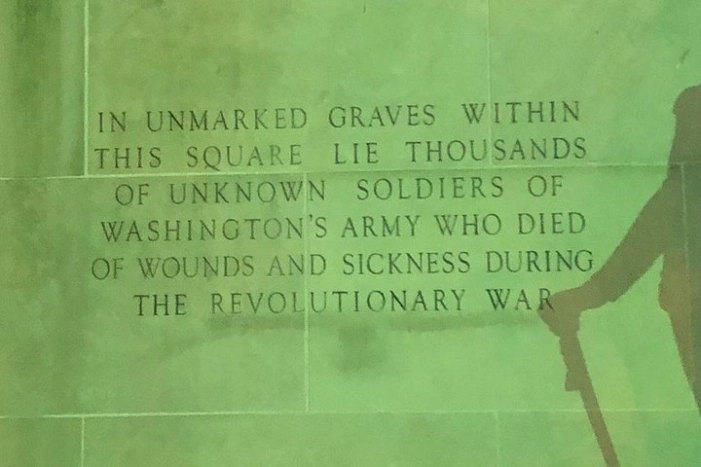 IN UNMARKED GRAVES WITHIN
THIS SQUARE LIE THOUSANDS
OF UNKNOWN SOLDIERS OF
WASHINGTON'S ARMY WHO DIED
OF WOUNDS AND SICKNESS DURING
THE REVOLUTIONARY WAR